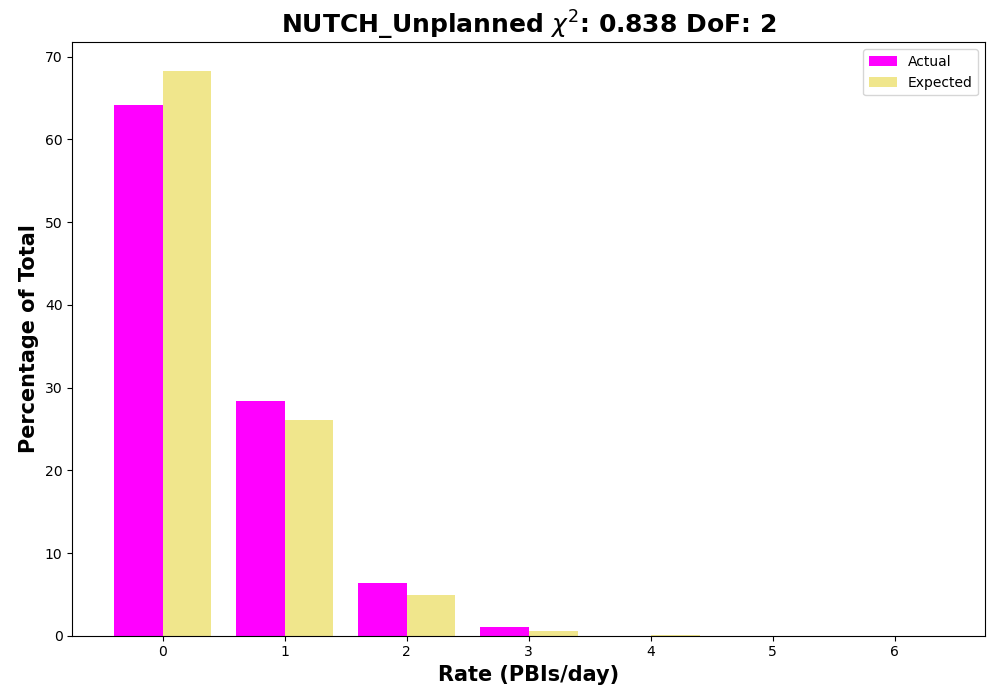 NUTCH_Unplanned χ²: 0.838 DoF: 2
Actual
Expected
Percentage of Total
70
60
50
40
30
20
10
0
0 1 2 3 4 5 6
Rate (PBIs/day)